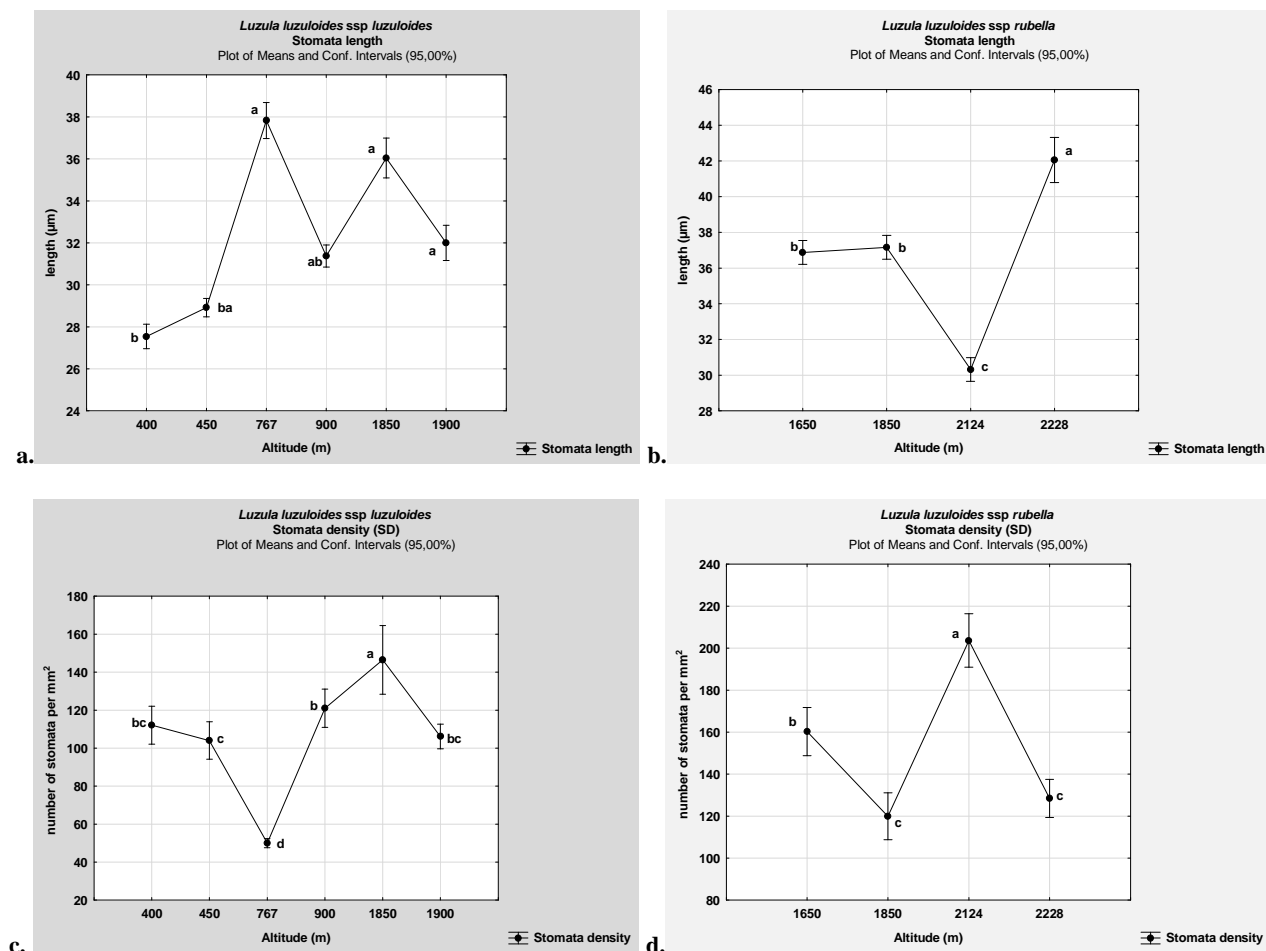 Luzula luzuloides ssp luzuloides
Stomata length
Plot of Means and Conf. Intervals (95,00%)
40
38
36
34
32
30
28
26
24
length (µm)
a
a
ab
a
ba
b
400 450 767 900 1850 1900
Altitude (m)
Stomata length
a.
Luzula luzuloides ssp rubella
Stomata length
Plot of Means and Conf. Intervals (95,00%)
46
44
42
40
38
36
34
32
30
28
length (µm)
a
b
b
c
1650 1850 2124 2228
Altitude (m)
Stomata length
b.
Luzula luzuloides ssp luzuloides
Stomata density (SD)
Plot of Means and Conf. Intervals (95,00%)
180
160
140
120
100
80
60
40
20
number of stomata per mm²
a
b
bc
c
bc
d
400 450 767 900 1850 1900
Altitude (m)
Stomata density
c.
Luzula luzuloides ssp rubella
Stomata density (SD)
Plot of Means and Conf. Intervals (95,00%)
240
220
200
180
160
140
120
100
80
number of stomata per mm²
a
b
c
c
1650 1850 2124 2228
Altitude (m)
Stomata density
d.